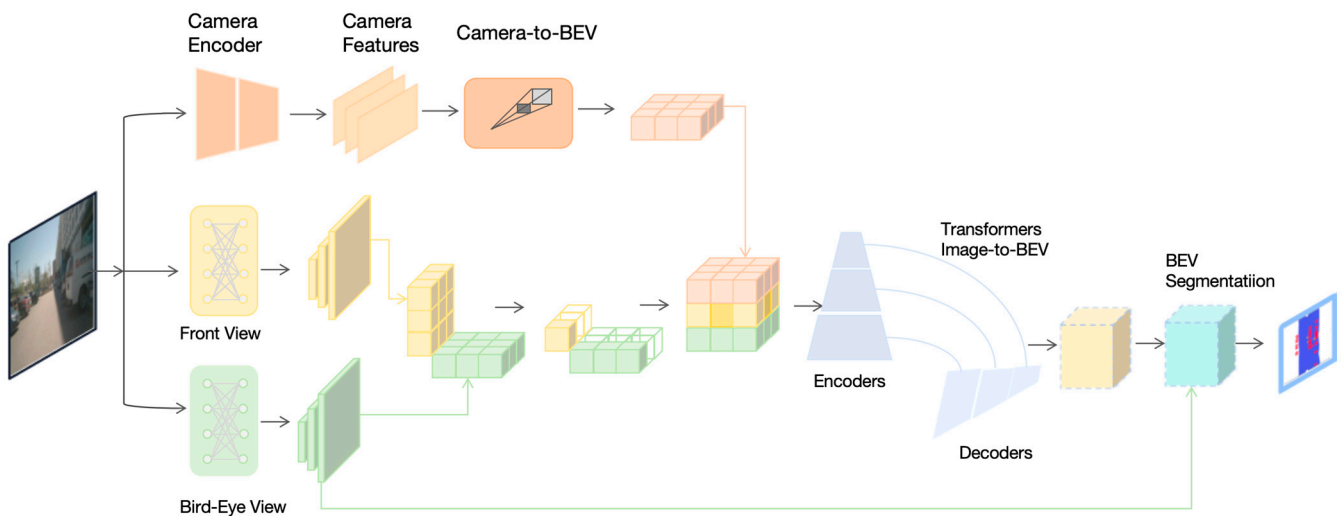 Camera
Encoder
Camera
Features
Camera-to-BEV
Transformers
Image-to-BEV
BEV
Segmentatiion
Front View
Encoders
Decoders
Bird-Eye View